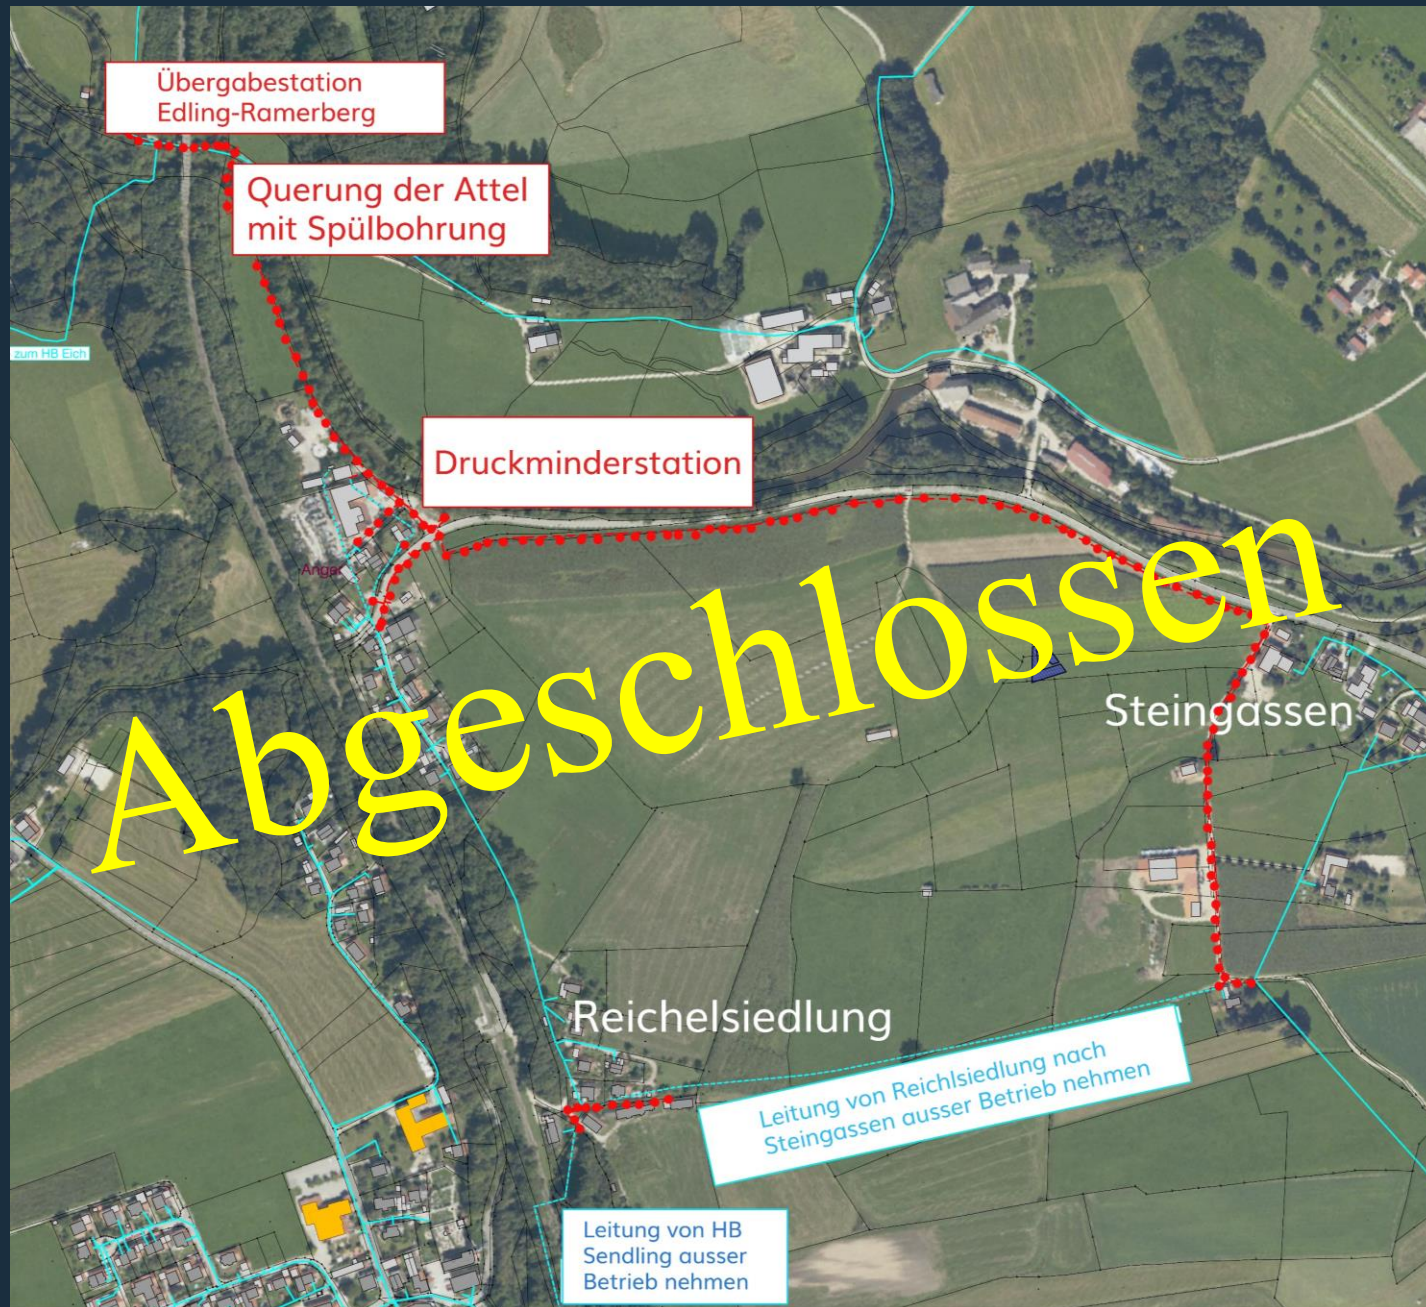 Übergabestation
Edling-Ramerberg
Querung der Attel
mit Spülbohrung
zum HB Eich
Druckminderstation
Anger
Abgeschlossen
Steingassen
Reichelsiedlung
Leitung von Reichlsiedlung nach
Steingassen ausser Betrieb nehmen
Leitung von HB
Sendling ausser
Betrieb nehmen